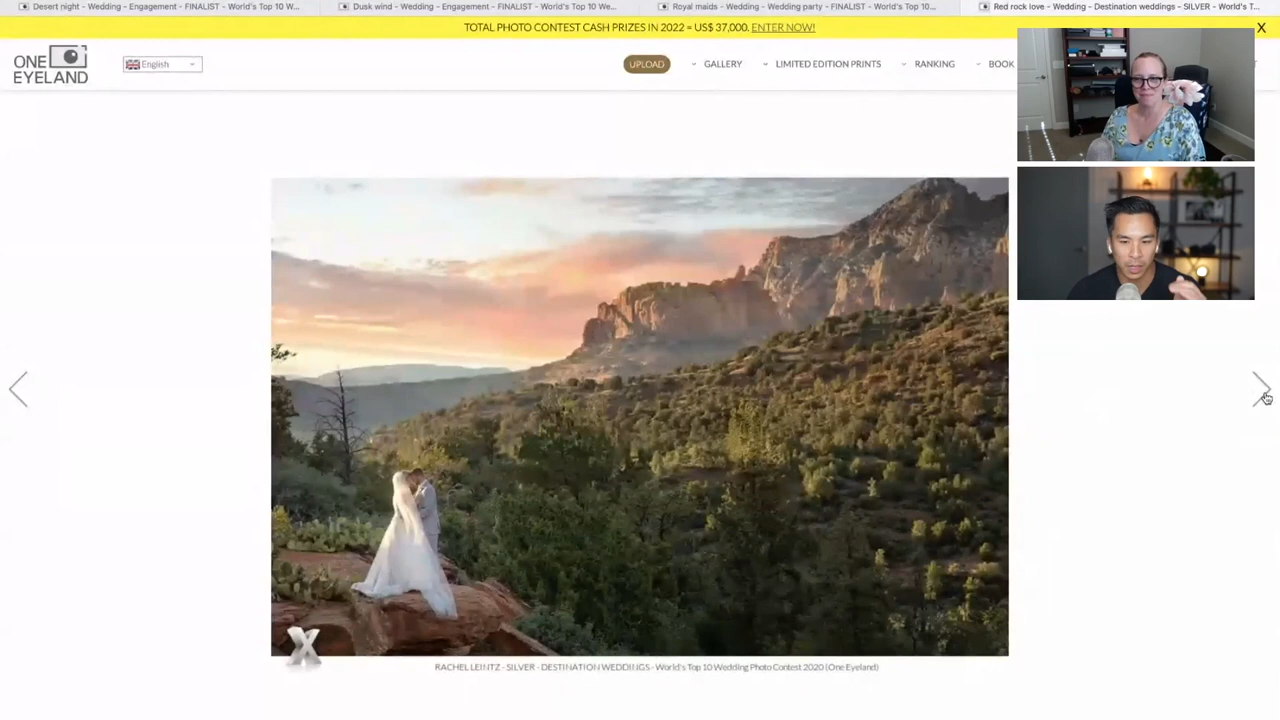 Desert night - Wedding - Engagement - FINALIST - World's Top 10 W...
Dusk wind - Wedding - Engagement - FINALIST - World's Top 10 We...
Royal maids - Wedding - Wedding party - FINALIST - World's Top 10...
Red rock love - Wedding - Destination weddings - SILVER - World's T...
TOTAL PHOTO CONTEST CASH PRIZES IN 2022 = US$ 37,000. ENTER NOW!
X
ONE
EYELAND
English
UPLOAD
GALLERY
LIMITED EDITION PRINTS
RANKING
BOOK
X
RACHEL LEINTZ - SILVER - DESTINATION WEDDINGS - World's Top 10 Wedding Photo Contest 2020 (One Eyeland)